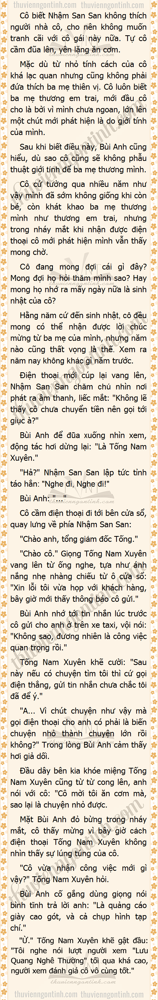 thuvienngontinh.com thuvienngontinh.com
Cô biết Nhậm San San không thích
người nhà cô, cho nên không muốn
tranh cãi với cô gái này nữa. Tự cô
cầm đũa lên, yên lặng ăn cơm.
Mặc dù từ nhỏ tính cách của cô
khá lạc quan nhưng cũng không phải
đứa thích ba mẹ thiên vị. Cô luôn biết
ba mẹ thương em trai, mới đầu cô
cho là bởi vì mình chưa ngoan, lớn lên
một chút mới phát hiện là do giới tính
của mình.
Sau khi biết điều này, Bùi Anh cũng
hiểu, dù sao cô cũng sẽ không phẫu
thuật giới tính để ba mẹ thương mình.
Cô cứ tưởng qua nhiều năm như
vậy mình đã sớm không giống khi còn
bé, còn khát khao ba mẹ thương
mình như thương em trai, nhưng
trong nháy mắt khi nhận được điện
thoại cô mới phát hiện mình vẫn thấy
mong chờ.
Cô đang mong đợi cái gì đây?
Mong đợi họ hỏi thăm mình sao? Hay
mong họ nhớ ra mấy ngày nữa là sinh
nhật của cô?
Hằng năm cứ đến sinh nhật, cô đều
mong có thể nhận được lời chúc
mừng từ ba mẹ của mình, nhưng năm
nào cũng thất vọng là thế. Xem ra
năm nay không khác gì năm trước.
Điện thoại mới cúp lại vang lên,
Nhậm San San chăm chú nhìn nơi
phát ra âm thanh, liếc mắt: "Không lẽ
thấy cô chưa chuyển tiền nên gọi tới
giục à?"
Bùi Anh để đũa xuống nhìn xem,
động tác hơi dừng lại: "Là Tống Nam
Xuyên."
"Hả?" Nhậm San San lập tức tỉnh
táo hẳn: "Nghe đi, Nghe đi!"
Bùi Anh: "..."
Cô cầm điện thoại đi tới bên cửa sổ,
quay lưng về phía Nhậm San San:
"Chào anh, tổng giám đốc Tống."
"Chào cô." Giọng Tống Nam Xuyên
vang lên từ ống nghe, tựa như ánh
nắng nhẹ nhàng chiếu từ ô cửa sổ:
"Xin lỗi tôi vừa họp với khách hàng,
bây giờ mới thấy thông báo cô gửi."
Bùi Anh nhớ tới tin nhắn lúc trước
cô gửi cho anh ở trên xe taxi, vội nói:
"Không sao, đương nhiên là công việc
quan trọng rồi."
Tống Nam Xuyên khẽ cười: "Sau
này nếu có chuyện tìm tôi thì cứ gọi
điện thẳng, gửi tin nhắn chưa chắc tôi
đã để ý."
"A... Vì chút chuyện như vậy mà
gọi điện thoại cho anh có phải là biến
chuyện nhỏ thành chuyện lớn rồi
không?" Trong lòng Bùi Anh cảm thấy
hơi giả dối.
Đầu dây bên kia khóe miệng Tống
Nam Xuyên cũng từ từ cong lên, anh
nói với cô: "Cô mời tôi ăn cơm mà,
sao lại là chuyện nhỏ được.
Mặt Bùi Anh đỏ bừng trong nháy
mắt, cô thấy mừng vì bây giờ cách
điện thoại Tống Nam Xuyên không
nhìn thấy sự lúng túng của cô.
"Cô vừa nhận công việc mới gì
vậy?" Tống Nam Xuyên hỏi.
Bùi Anh cố gắng dùng giọng nói
bình tĩnh trả lời anh: "Là quảng cáo
giày cao gót, và cả chụp hình tạp
chí."
"Ừ." Tống Nam Xuyên khẽ gật đầu:
"Tôi nghe nói lượt người xem "Lưu
Quang Nghê Thường" tối qua khá cao,
người xem đánh giá cô vô cùng tốt."
thuvienngontinh.com thuvienngontinh.com